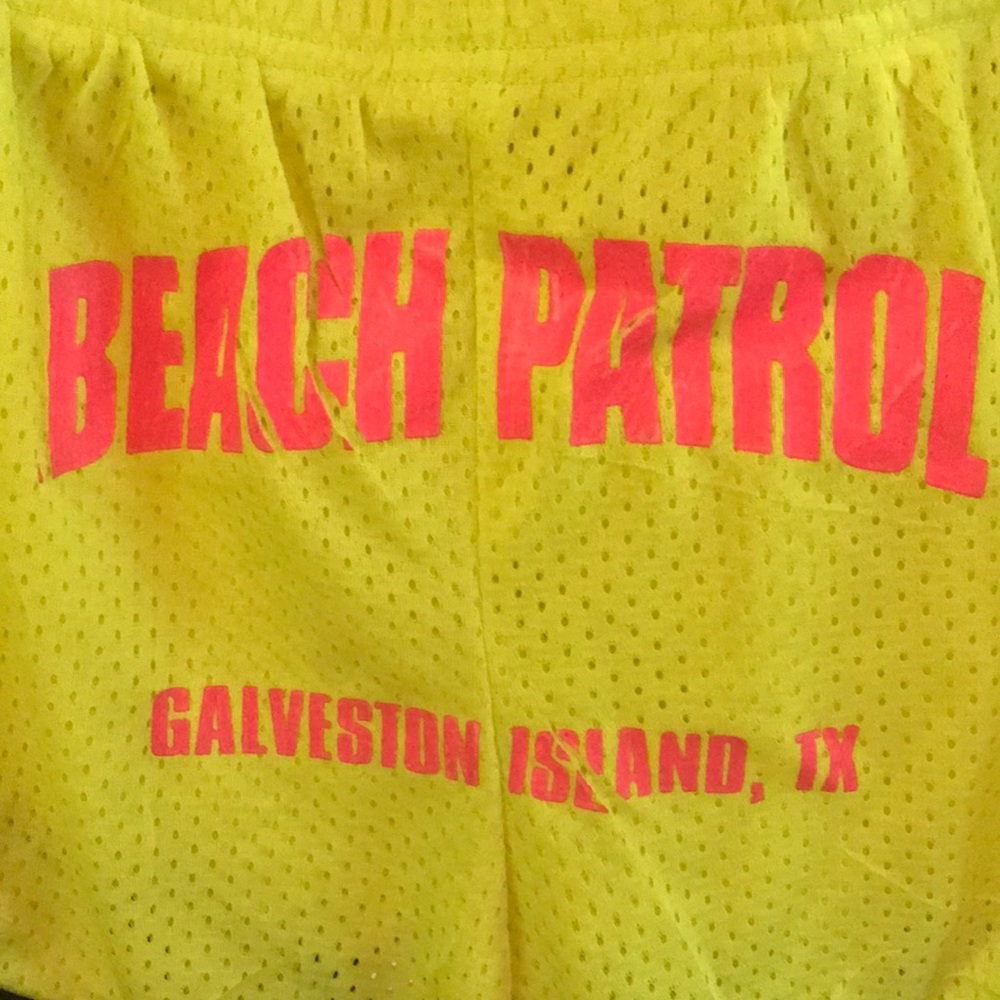 BEACH PATROL
GALVESTON ISLAND, TX